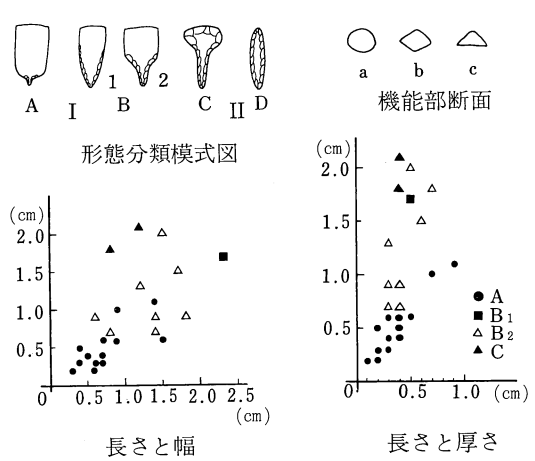 1 2
A B C D
I II
形態分類模式図
a b c
機能部断面
(cm)
2.0
1.5
1.0
0.5
0 0.5 1.0 1.5 2.0 2.5
(cm)
長さと幅
(cm)
2.0
1.5
1.0
0.5
0 0.5 1.0
(cm)
● A
■ B1
△ B2
▲ C
長さと厚さ